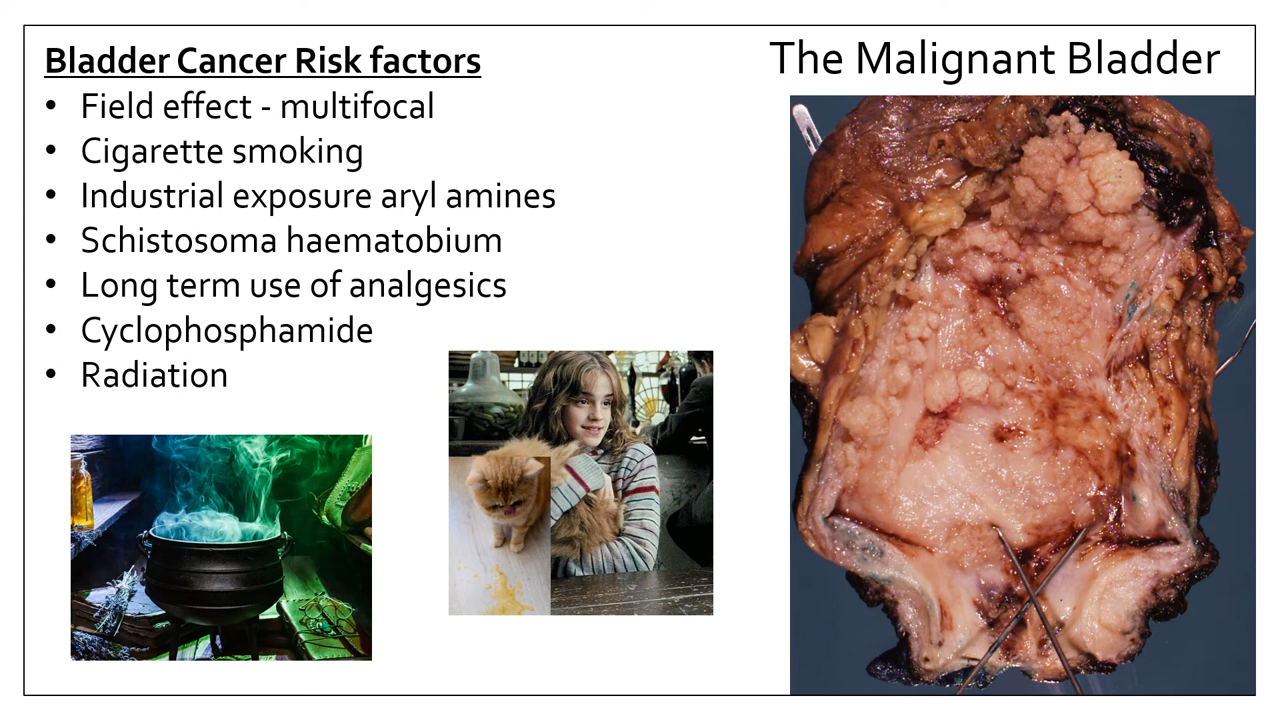 Bladder Cancer Risk factors
The Malignant Bladder
• Field effect - multifocal
• Cigarette smoking
• Industrial exposure aryl amines
• Schistosoma haematobium
• Long term use of analgesics
• Cyclophosphamide
• Radiation